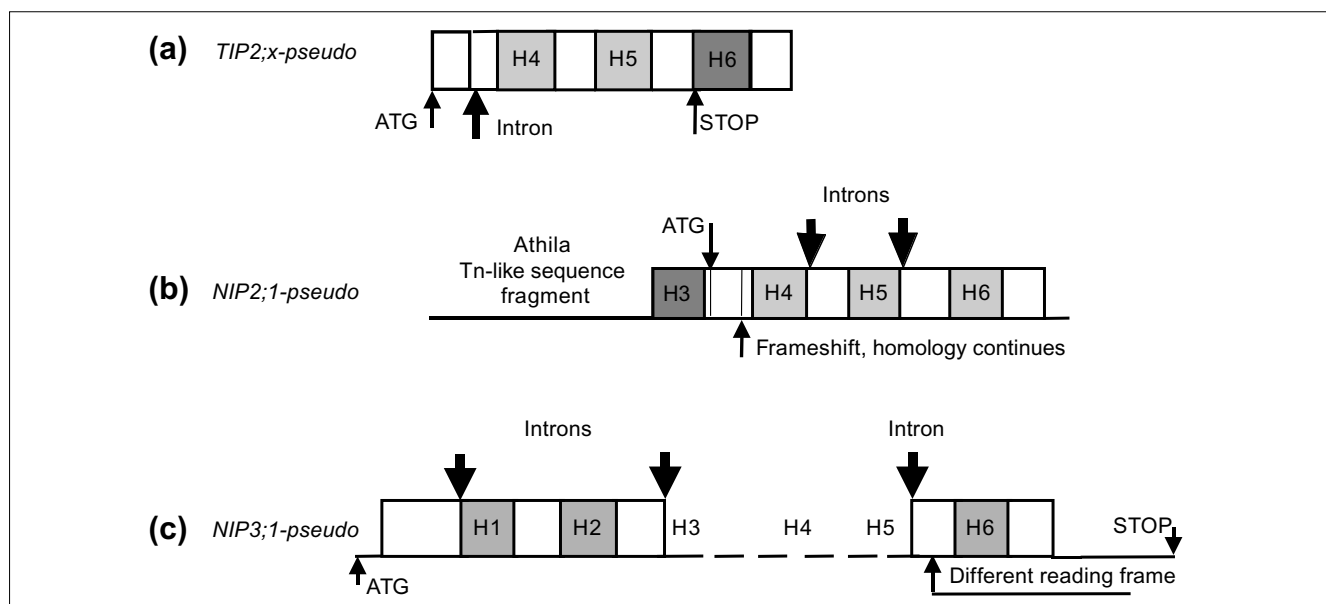 (a) TIP2;x-pseudo
H4 H5 H6
ATG Intron STOP
Introns
ATG
Athila
Tn-like sequence
fragment
(b) NIP2;1-pseudo
H3 H4 H5 H6
Frameshift, homology continues
Introns Intron
(c) NIP3;1-pseudo
H1 H2 H3 H4 H5 H6 STOP
ATG Different reading frame